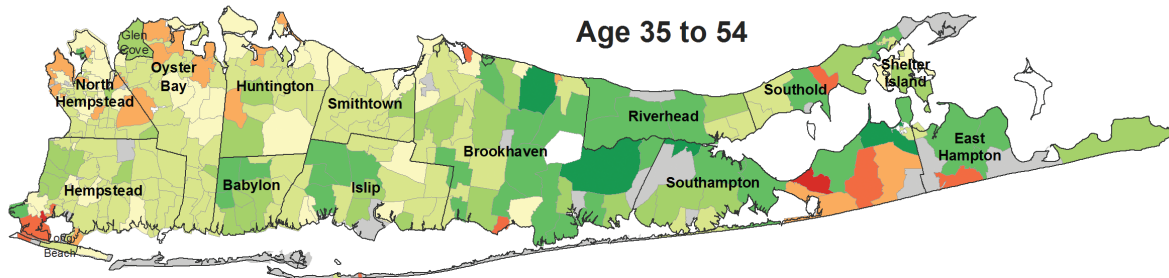 Age 35 to 54
Glen
Cove
Oyster
Bay
North
Hempstead
Huntington
Smithtown
Hempstead
Babylon
Islip
Brookhaven
Riverhead
Southold
Shelter
Island
Southampton
East
Hampton
Long
Beach